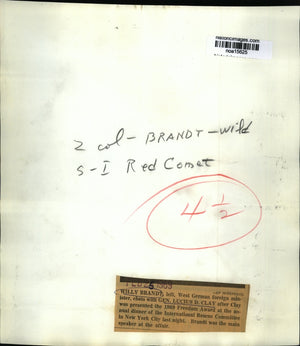 historicimages.com
2 col - BRANDT - Wild
S-I Red Comet
4 1/2
WILLY BRANDT, left, West German foreign min-
ister, chats with GEN. LUCIUS D. CLAY after Clay
was presented the 1969 Freedom Award at the an-
nual dinner of the International Rescue Committee
in New York City last night. Brandt was the main
speaker at the affair.